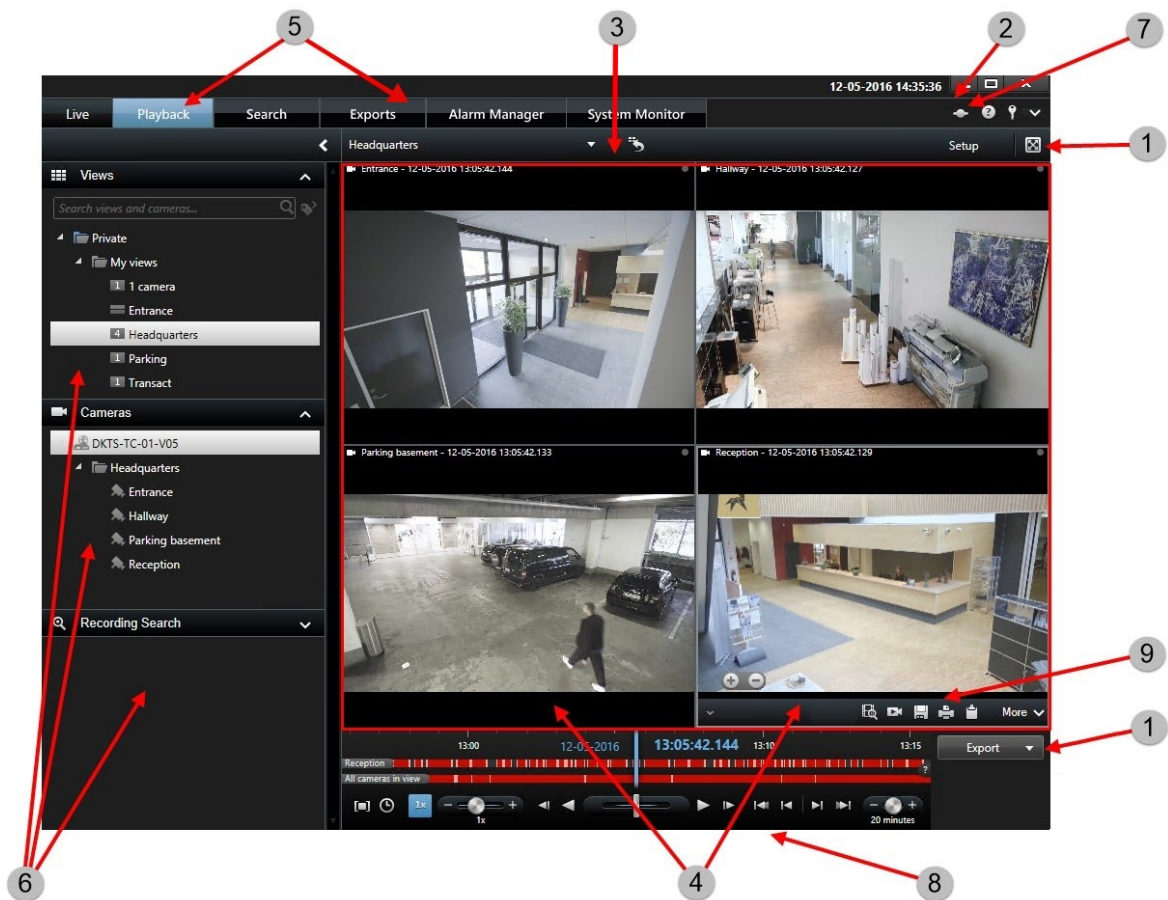 5
3
2
7
12-05-2016 14:35:36
Live
Playback
Search
Exports
Alarm Manager
System Monitor
Headquarters
Setup
1
Views
Search views and cameras...
Private
My views
1 1 camera
Entrance
4 Headquarters
1 Parking
1 Transact
Cameras
DKTS-TC-01-V05
Headquarters
Entrance
Hallway
Parking basement
Reception
Recording Search
Entrance - 12-05-2016 13:05:42.144
Hallway - 12-05-2016 13:05:42.127
Parking basement - 12-05-2016 13:05:42.133
Reception - 12-05-2016 13:05:42.129
9
More
13:00
12-05-2016
13:05:42.144
13:10
13:15
Export
1
Reception
?
All cameras in view
1x
1x
20 minutes
6
4
8